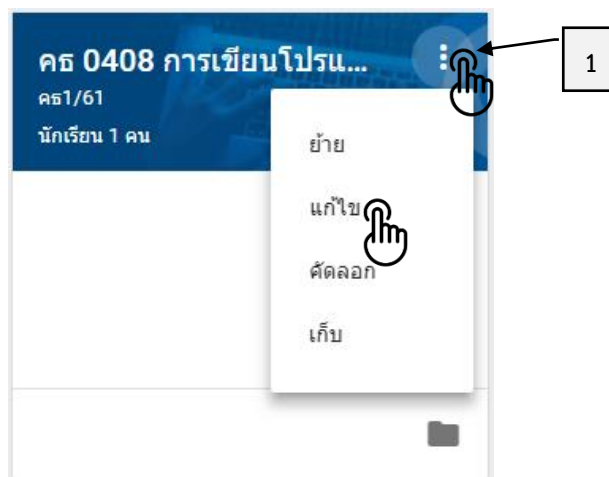 คธ 0408 การเขียนโปรแ...
คธ1/61
นักเรียน 1 คน
1
ย้าย
แก้ไข
คัดลอก
เก็บ